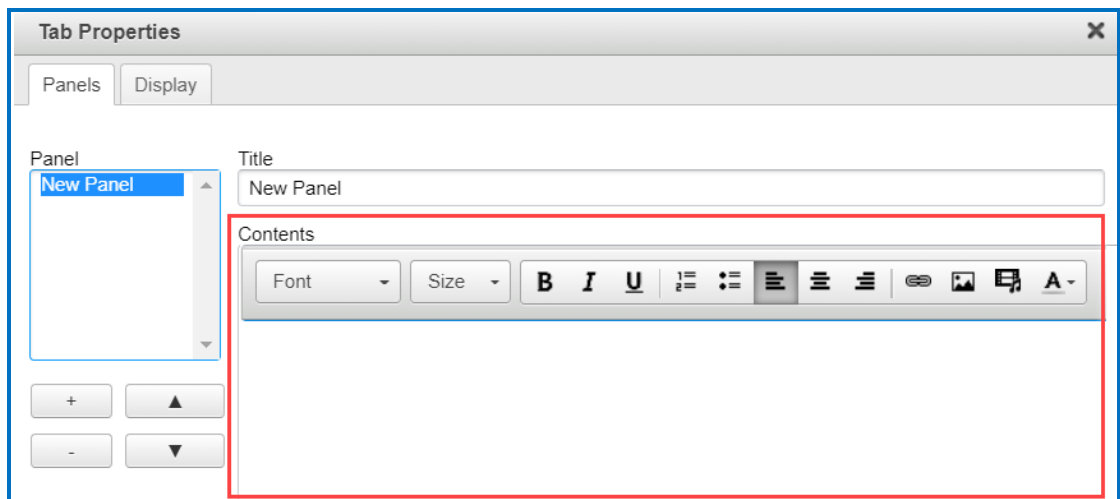 Tab Properties
Panels Display
Panel
New Panel
Title
New Panel
Contents
Font Size B I U A
+ ▲
- ▼